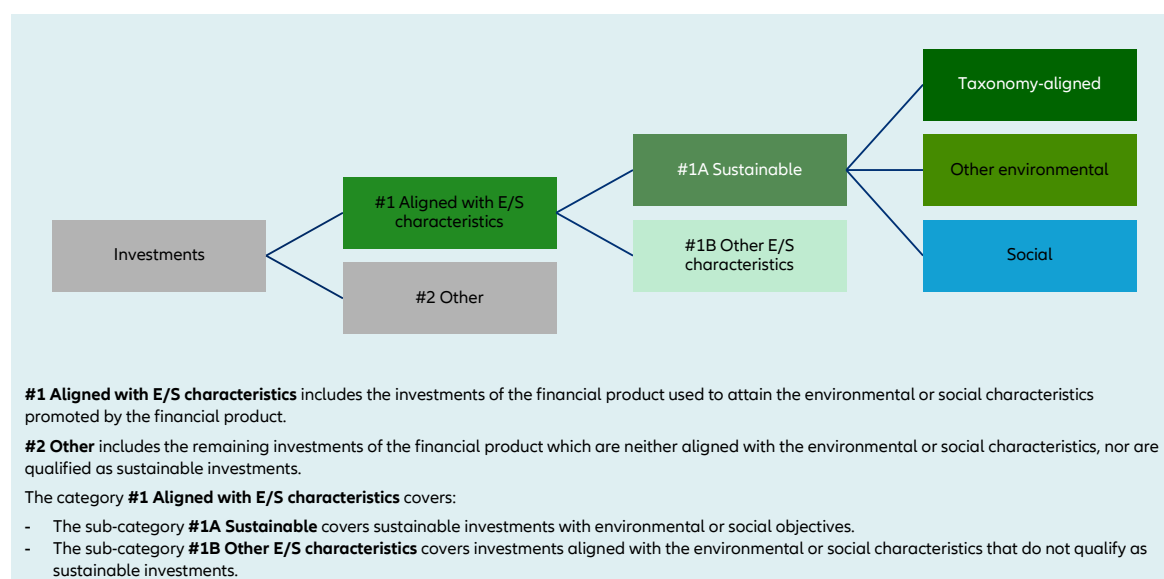 Taxonomy-aligned
#1A Sustainable
Other environmental
#1 Aligned with E/S
characteristics
Investments
#1B Other E/S
characteristics
Social
#2 Other
#1 Aligned with E/S characteristics includes the investments of the financial product used to attain the environmental or social characteristics
promoted by the financial product.
#2 Other includes the remaining investments of the financial product which are neither aligned with the environmental or social characteristics, nor are
qualified as sustainable investments.
The category #1 Aligned with E/S characteristics covers:
- The sub-category #1A Sustainable covers sustainable investments with environmental or social objectives.
- The sub-category #1B Other E/S characteristics covers investments aligned with the environmental or social characteristics that do not qualify as
sustainable investments.